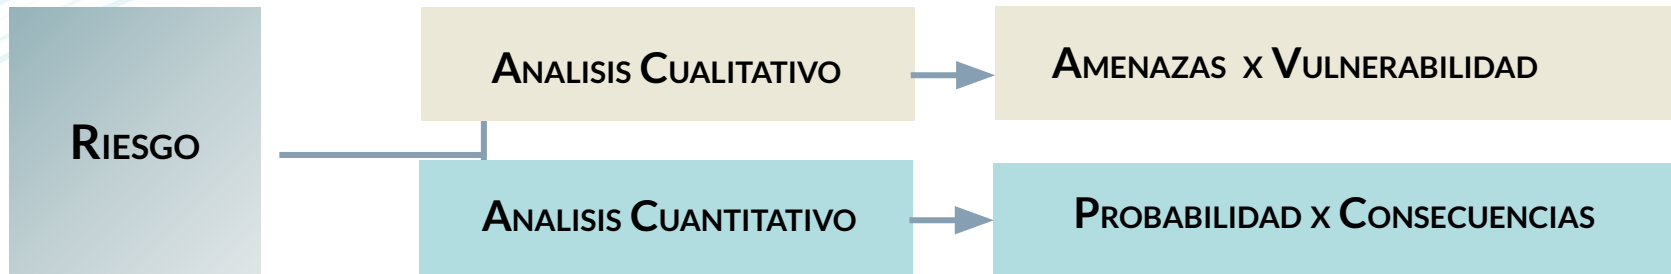 Riesgo
Analisis Cualitativo
Amenazas x Vulnerabilidad
Analisis Cuantitativo
Probabilidad x Consecuencias